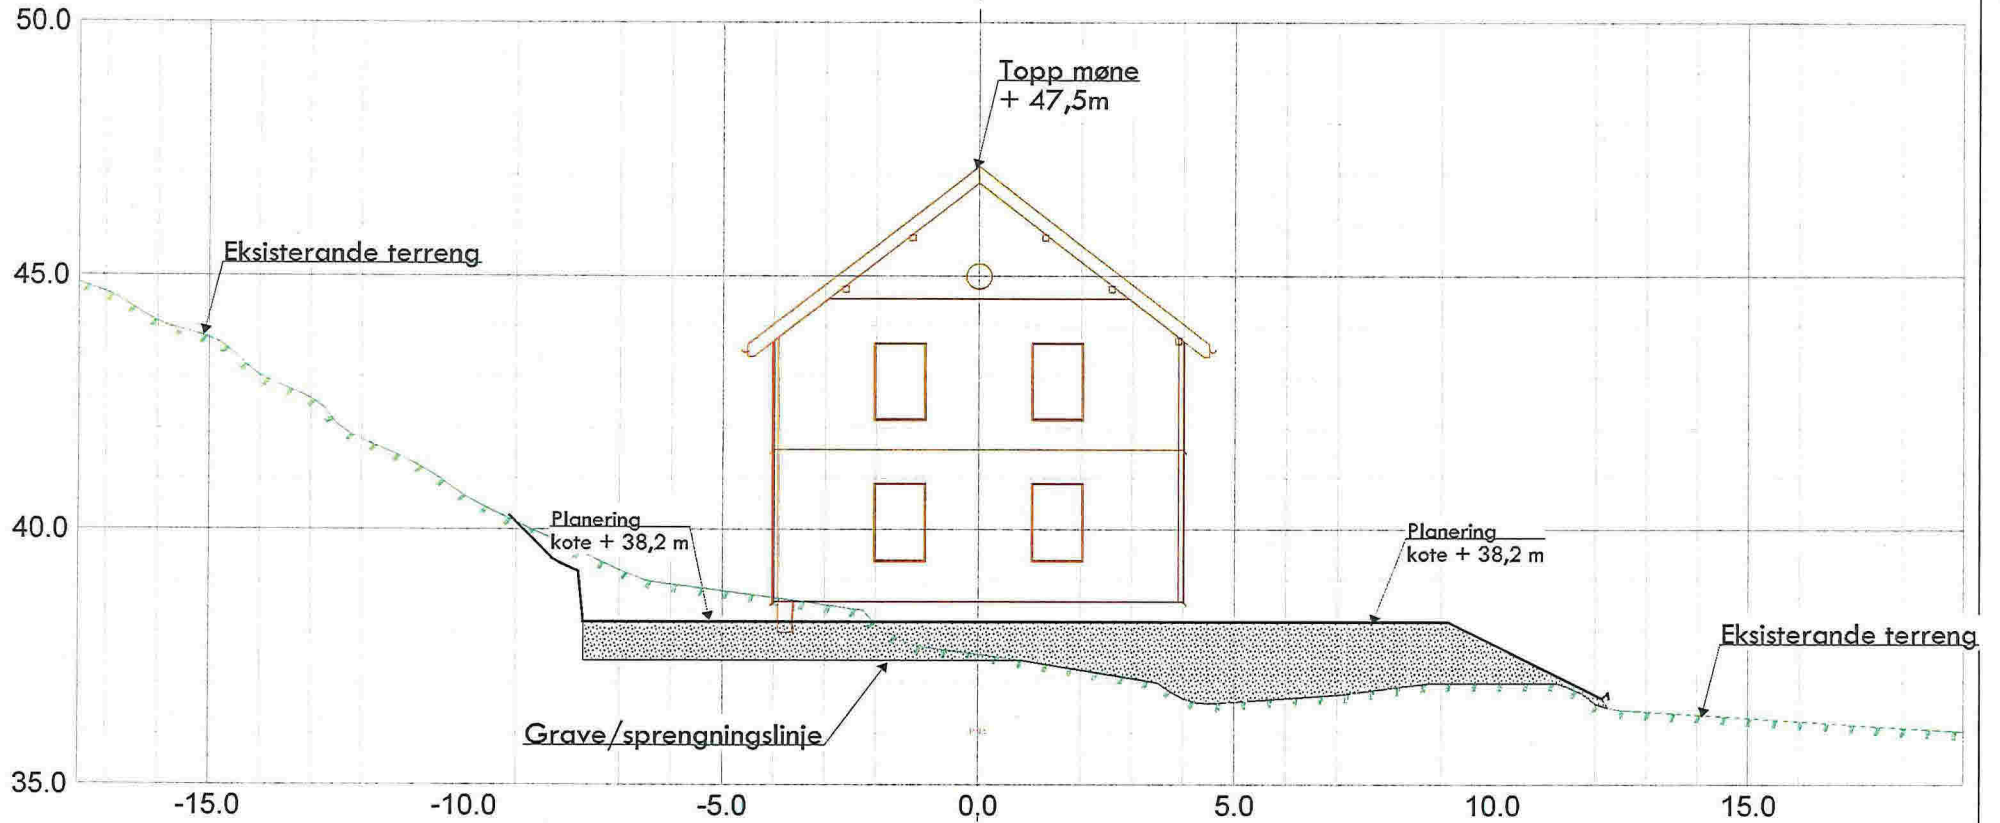 50.0
Topp møne
+ 47,5m
Eksisterande terreng
45.0
40.0
Planering
kote + 38,2 m
Planering
kote + 38,2 m
Eksisterande terreng
Grave/sprengningslinje
35.0
-15.0 -10.0 -5.0 0.0 5.0 10.0 15.0